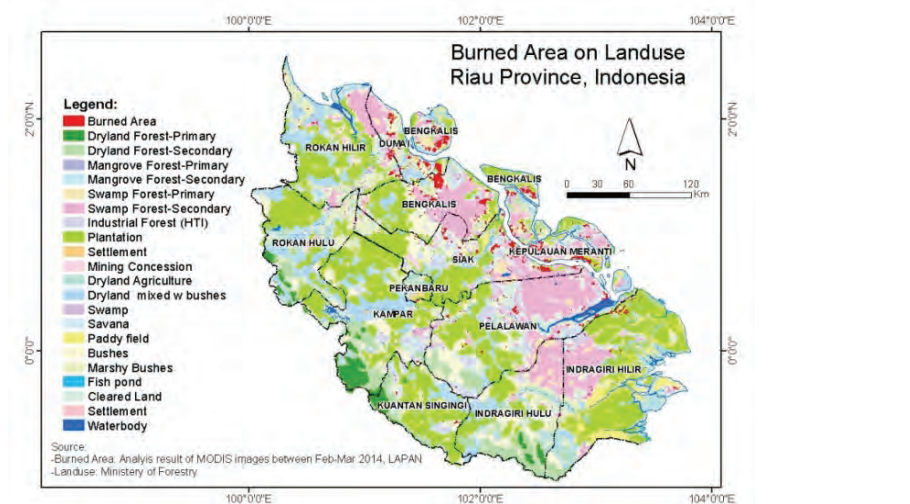 100°0'0"E 102°0'0"E 104°0'0"E
Burned Area on Landuse
Riau Province, Indonesia
Legend:
Burned Area
Dryland Forest-Primary
Dryland Forest-Secondary
Mangrove Forest-Primary
Mangrove Forest-Secondary
Swamp Forest-Primary
Swamp Forest-Secondary
Industrial Forest (HTI)
Plantation
Settlement
Mining Concession
Dryland Agriculture
Dryland mixed w bushes
Swamp
Savana
Paddy field
Bushes
Marshy Bushes
Fish pond
Cleared Land
Settlement
Waterbody
2°0'0"N
0°0'0"
2°0'0"N
0°0'0"
N
0 30 60 120
Km
BENGKALIS
DUMAI
ROKAN HILIR
BENGKALIS
BENGKALIS
ROKAN HULU
KEPULAUAN MERANTI
SIAK
PEKANBARU
KAMPAR
PELALAWAN
INDRAGIRI HILIR
KUANTAN SINGINGI
INDRAGIRI HULU
Source:
-Burned Area: Analyis result of MODIS images between Feb-Mar 2014, LAPAN
-Landuse: Ministery of Forestry
100°0'0"E 102°0'0"E 104°0'0"E